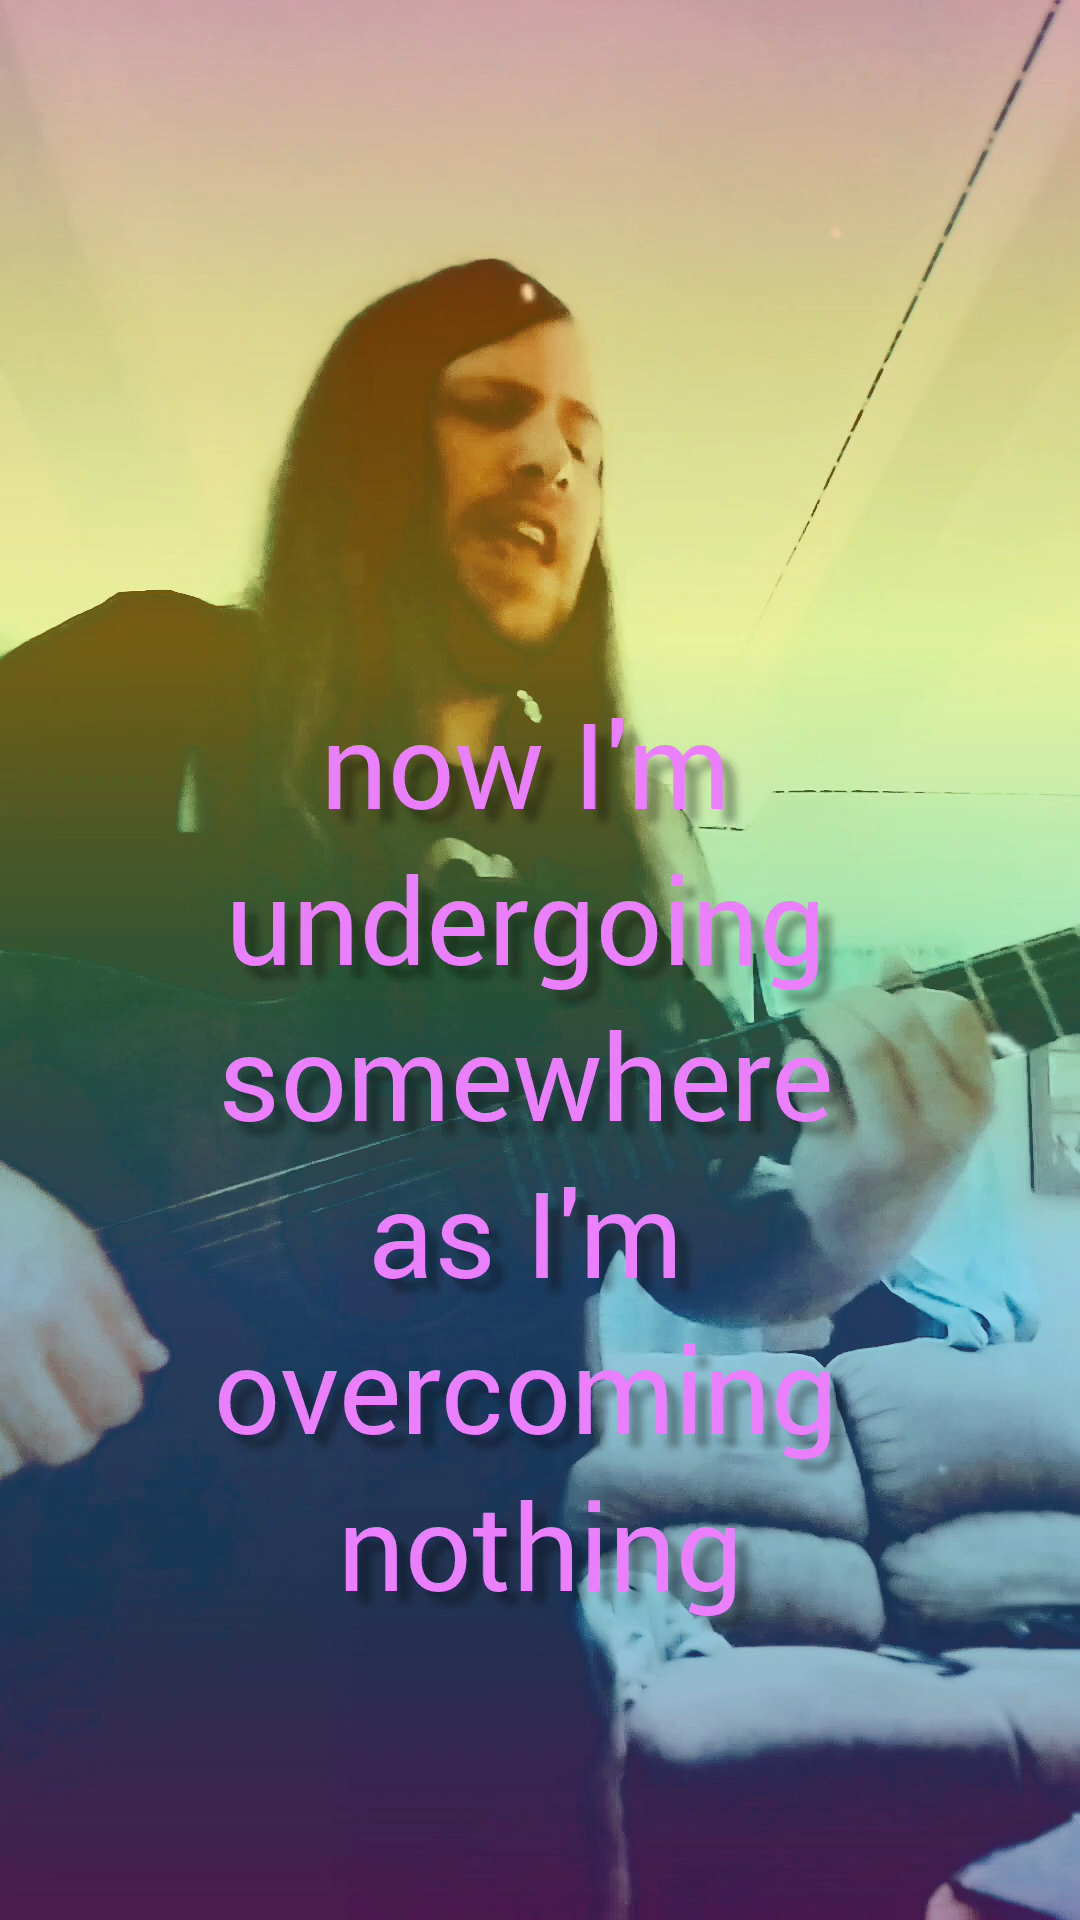 now I'm
undergoing
somewhere
as I'm
overcoming
nothing